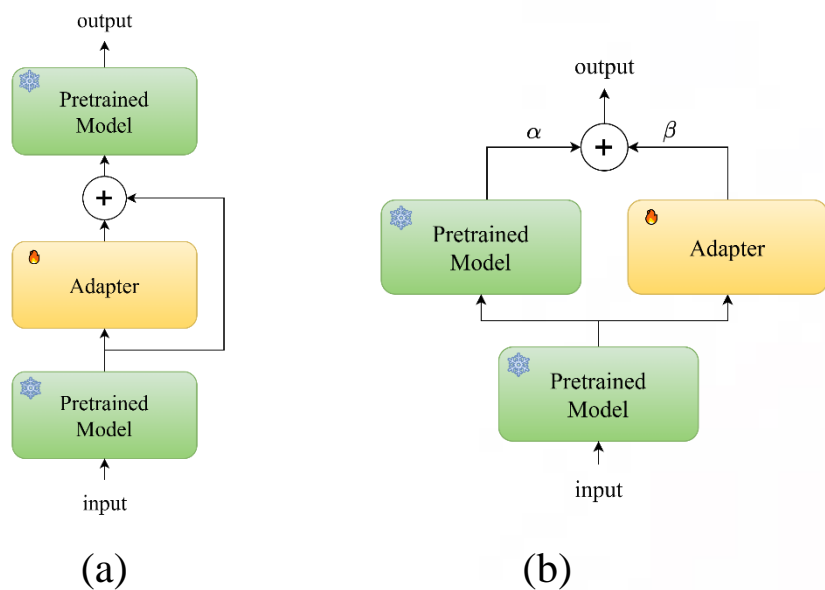 output
Pretrained
Model
+
Adapter
Pretrained
Model
input
(a)
output
α
+
β
Pretrained
Model
Adapter
Pretrained
Model
input
(b)